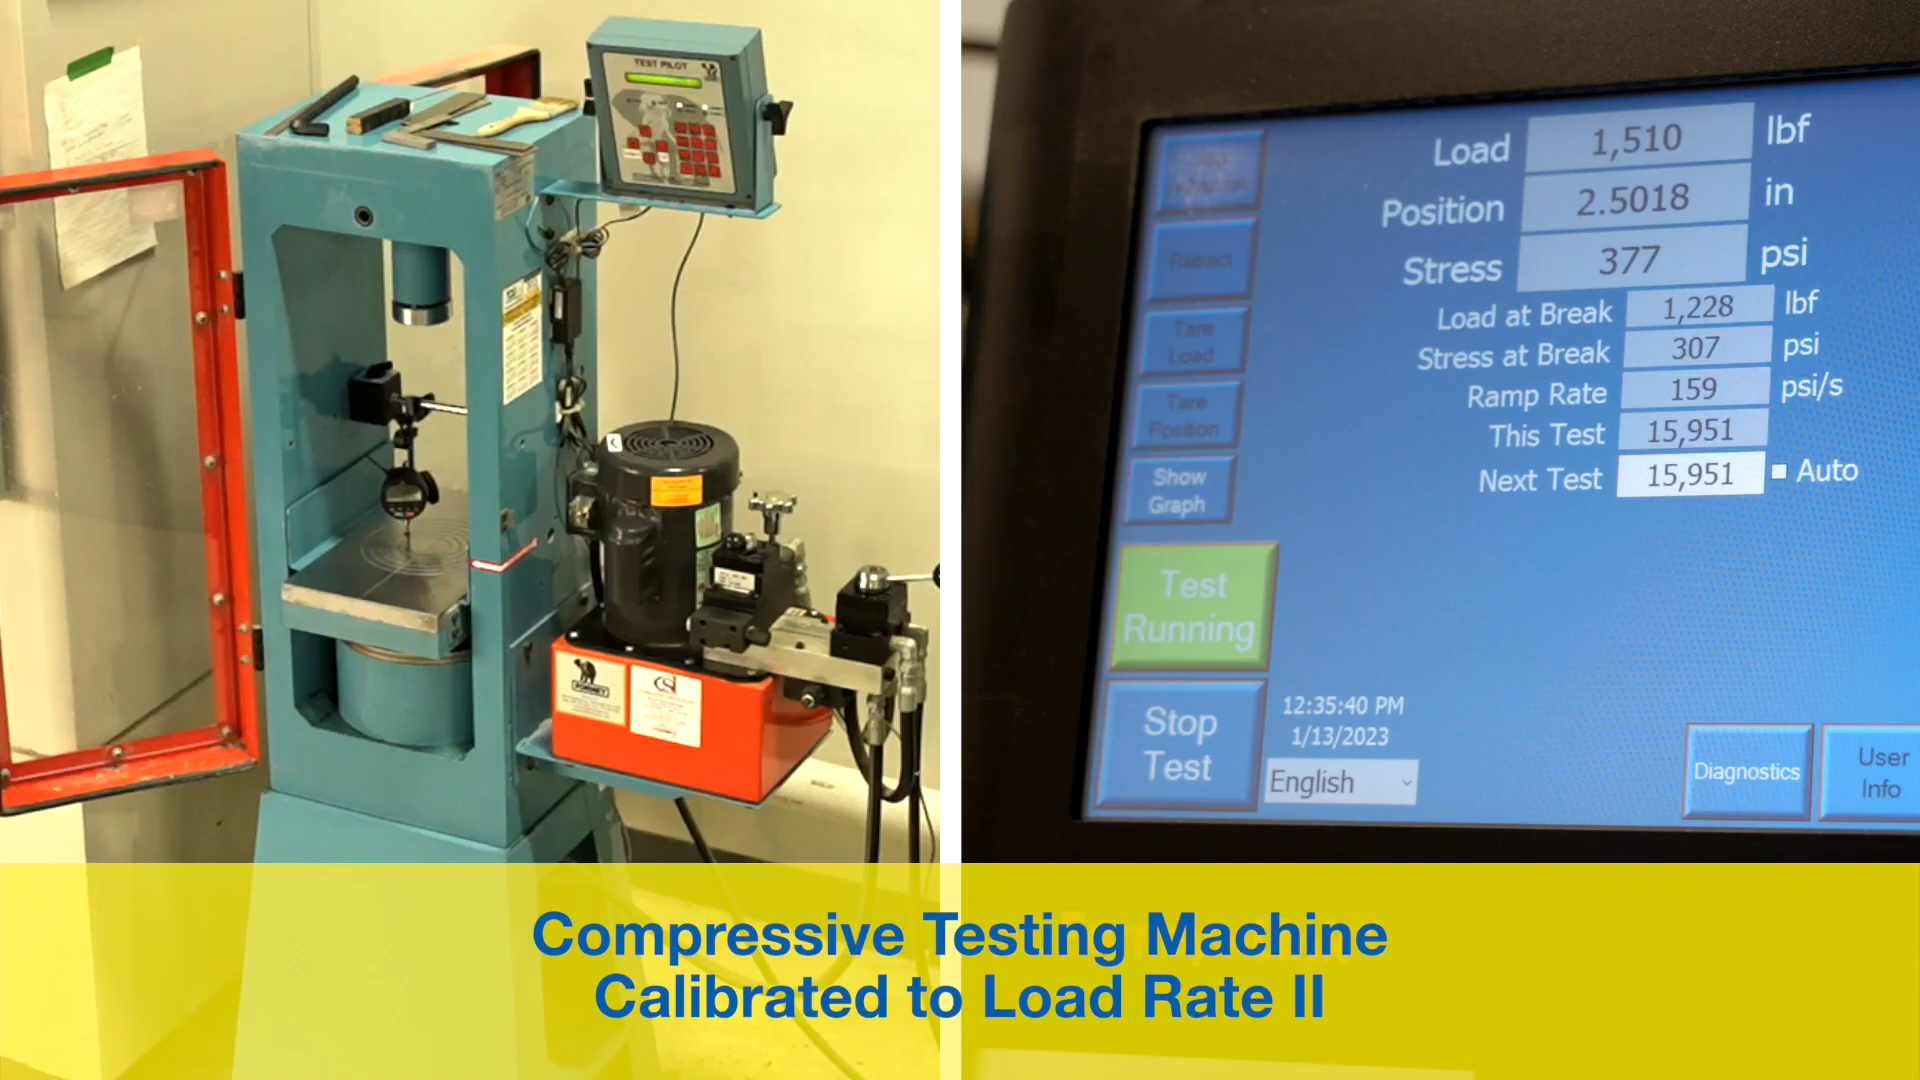 TEST PILOT
FORNEY
CSI
Load 1,510 lbf
Position 2.5018 in
Stress 377 psi
Load at Break 1,228 lbf
Stress at Break 307 psi
Ramp Rate 159 psi/s
This Test 15,951
Next Test 15,951 Auto
Retract
Tare
Load
Tare
Position
Show
Graph
Test
Running
Stop
Test
12:35:40 PM
1/13/2023
English
Diagnostics
User
Info
Compressive Testing Machine
Calibrated to Load Rate II